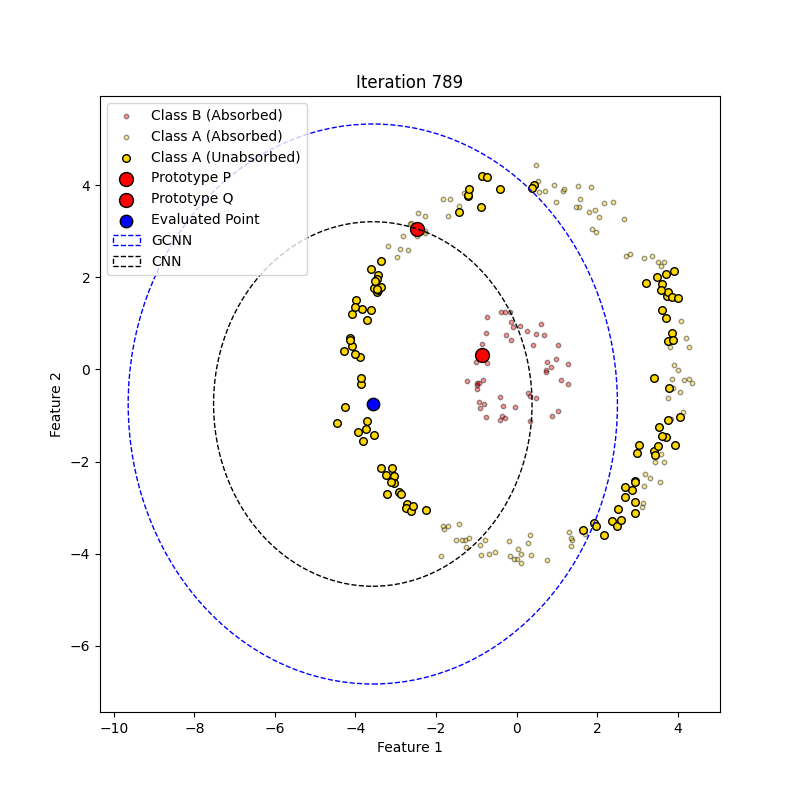 Iteration 789
Class B (Absorbed)
Class A (Absorbed)
Class A (Unabsorbed)
Prototype P
Prototype Q
Evaluated Point
GCNN
CNN
4
2
0
−2
−4
−6
Feature 2
−10 −8 −6 −4 −2 0 2 4
Feature 1